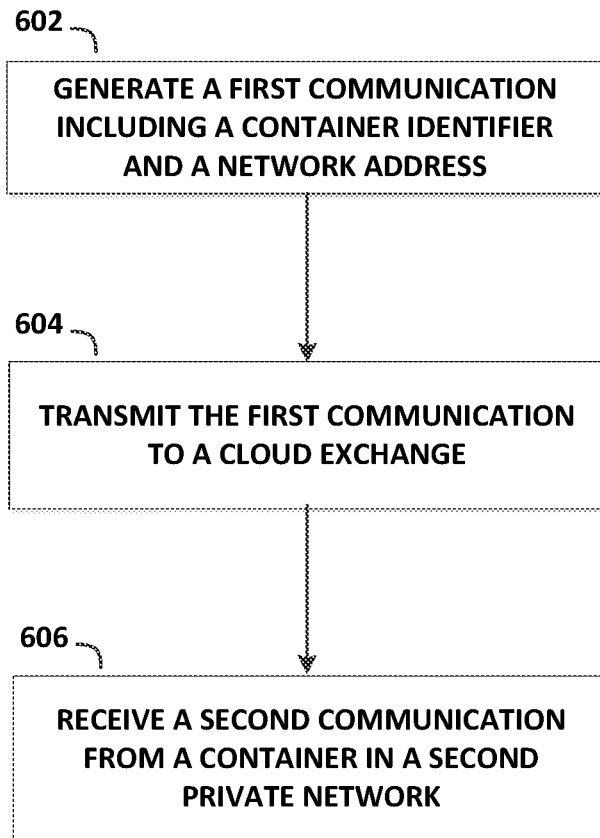 602
GENERATE A FIRST COMMUNICATION
INCLUDING A CONTAINER IDENTIFIER
AND A NETWORK ADDRESS
604
TRANSMIT THE FIRST COMMUNICATION
TO A CLOUD EXCHANGE
606
RECEIVE A SECOND COMMUNICATION
FROM A CONTAINER IN A SECOND
PRIVATE NETWORK